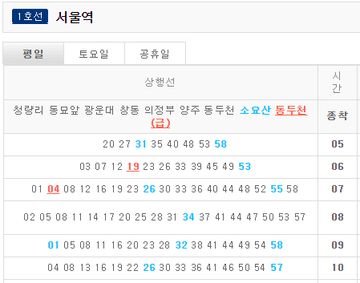 1호선 서울역
평일 토요일 공휴일
상행선 시간
청량리 동묘앞 광운대 창동 의정부 양주 동두천 소요산 동두천(급) 종착
20 27 31 35 40 48 53 58 05
03 07 12 19 23 26 33 39 45 49 53 06
01 04 08 12 16 19 23 26 30 33 36 40 44 48 52 55 58 07
02 05 08 11 14 17 20 25 28 31 34 37 41 44 47 50 53 57 08
01 05 08 11 16 20 23 28 32 38 41 44 49 54 58 09
04 08 13 16 19 22 26 30 33 36 41 46 50 54 57 10